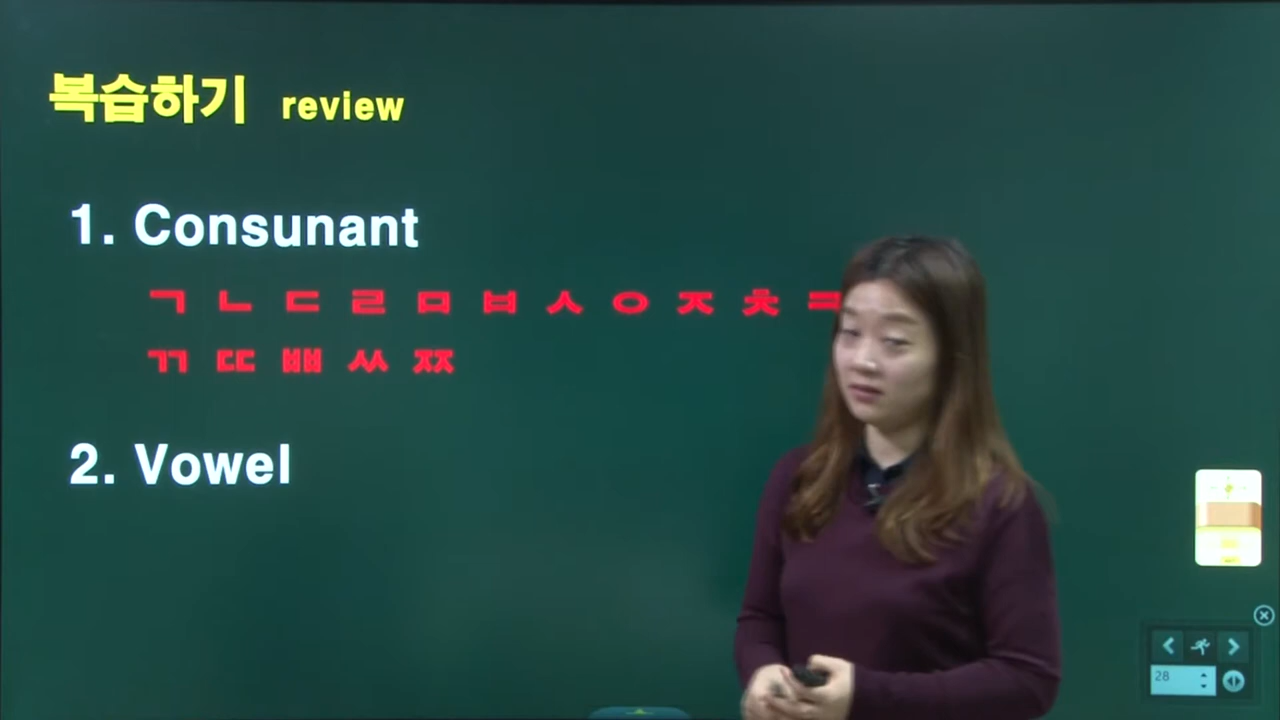 복습하기 review
1. Consunant
ㄱ ㄴ ㄷ ㄹ ㅁ ㅂ ㅅ ㅇ ㅈ ㅊ ㅋ
ㄲ ㄸ ㅃ ㅆ ㅉ
2. Vowel
28